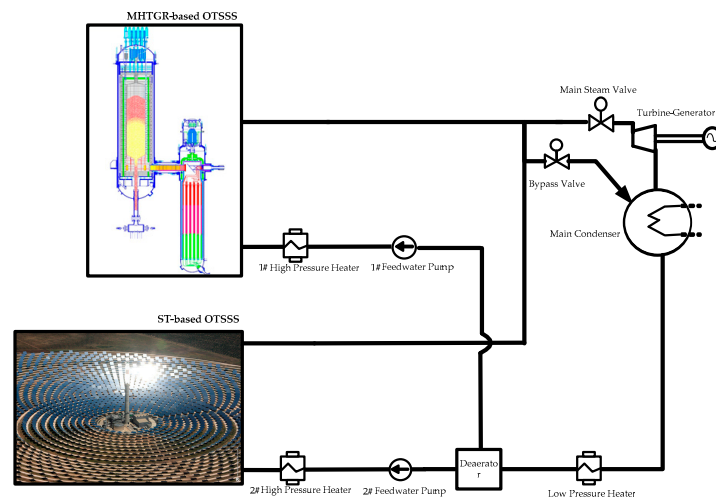 MHTGR-based OTSSS
Main Steam Valve
Turbine-Generator
Bypass Valve
Main Condenser
1# High Pressure Heater
1# Feedwater Pump
ST-based OTSSS
Deaerato
r
2# High Pressure Heater
2# Feedwater Pump
Low Pressure Heater